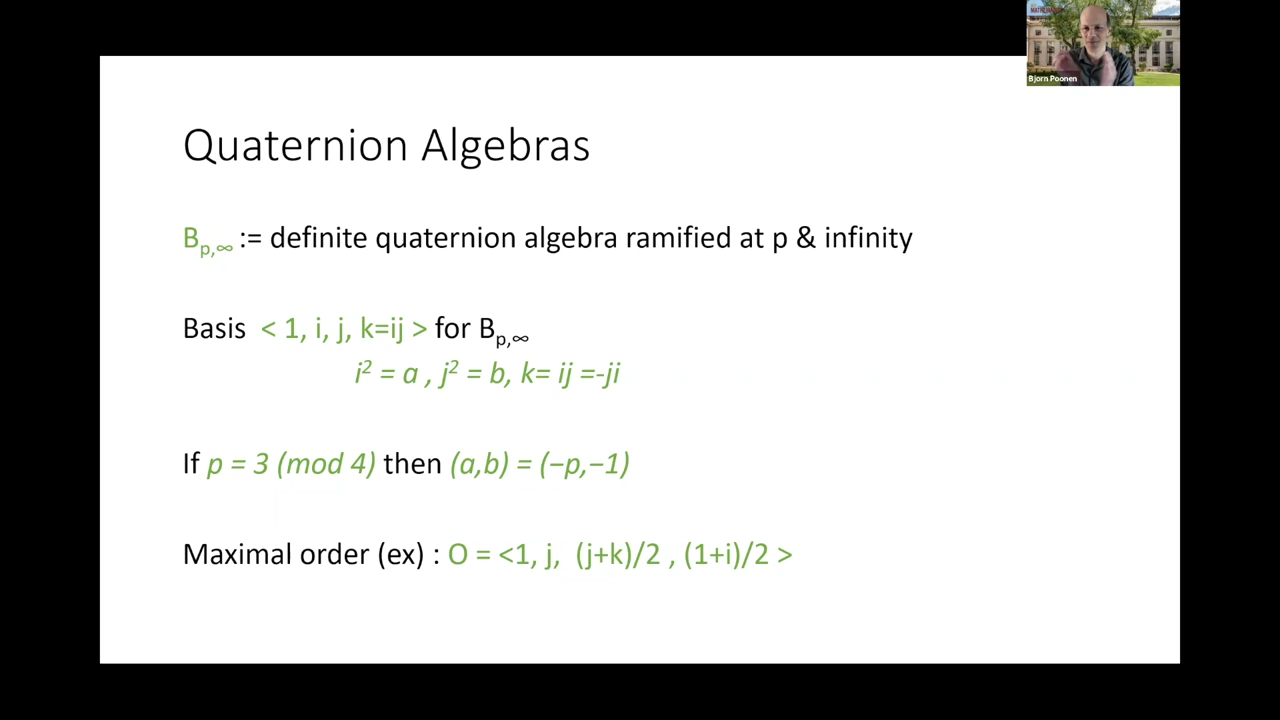 Bjorn Poonen
Quaternion Algebras
B_{p,∞} := definite quaternion algebra ramified at p & infinity
Basis < 1, i, j, k=ij > for B_{p,∞}
i² = a , j² = b, k= ij =-ji
If p = 3 (mod 4) then (a,b) = (−p,−1)
Maximal order (ex) : O = <1, j, (j+k)/2 , (1+i)/2 >